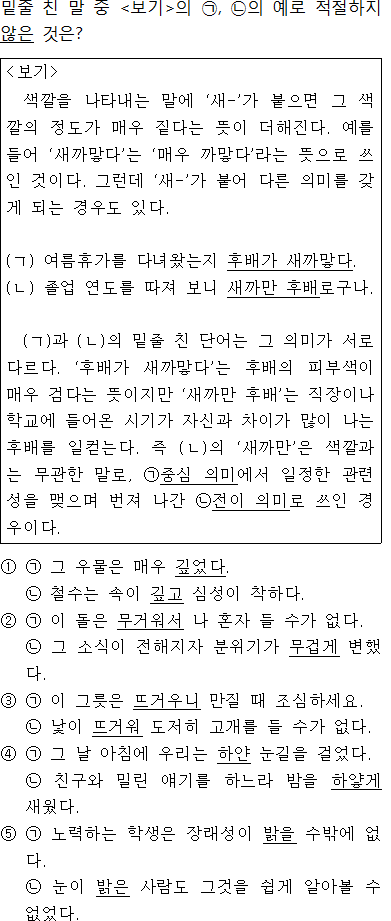 밑줄 친 말 중 <보기>의 ㉠, ㉡의 예로 적절하지
않은 것은?
<보기>
색깔을 나타내는 말에 ‘새-’가 붙으면 그 색
깔의 정도가 매우 짙다는 뜻이 더해진다. 예를
들어 ‘새까맣다’는 ‘매우 까맣다’라는 뜻으로 쓰
인 것이다. 그런데 ‘새-’가 붙어 다른 의미를 갖
게 되는 경우도 있다.
(ㄱ) 여름휴가를 다녀왔는지 후배가 새까맣다.
(ㄴ) 졸업 연도를 따져 보니 새까만 후배로구나.
(ㄱ)과 (ㄴ)의 밑줄 친 단어는 그 의미가 서로
다르다. ‘후배가 새까맣다’는 후배의 피부색이
매우 검다는 뜻이지만 ‘새까만 후배’는 직장이나
학교에 들어온 시기가 자신과 차이가 많이 나는
후배를 일컫는다. 즉 (ㄴ)의 ‘새까만’은 색깔과
는 무관한 말로, ㉠중심 의미에서 일정한 관련
성을 맺으며 번져 나간 ㉡전이 의미로 쓰인 경
우이다.
① ㉠ 그 우물은 매우 깊었다.
㉡ 철수는 속이 깊고 심성이 착하다.
② ㉠ 이 돌은 무거워서 나 혼자 들 수가 없다.
㉡ 그 소식이 전해지자 분위기가 무겁게 변했
다.
③ ㉠ 이 그릇은 뜨거우니 만질 때 조심하세요.
㉡ 낯이 뜨거워 도저히 고개를 들 수가 없다.
④ ㉠ 그 날 아침에 우리는 하얀 눈길을 걸었다.
㉡ 친구와 밀린 얘기를 하느라 밤을 하얗게
새웠다.
⑤ ㉠ 노력하는 학생은 장래성이 밝을 수밖에 없
다.
㉡ 눈이 밝은 사람도 그것을 쉽게 알아볼 수
없었다.